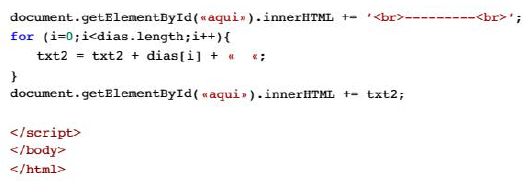 document.getElementById(«aqui»).innerHTML += '<br>---------<br>';
for (i=0;i<dias.length;i++){
txt2 = txt2 + dias[i] + «  «;
}
document.getElementById(«aqui»).innerHTML += txt2;
</script>
</body>
</html>